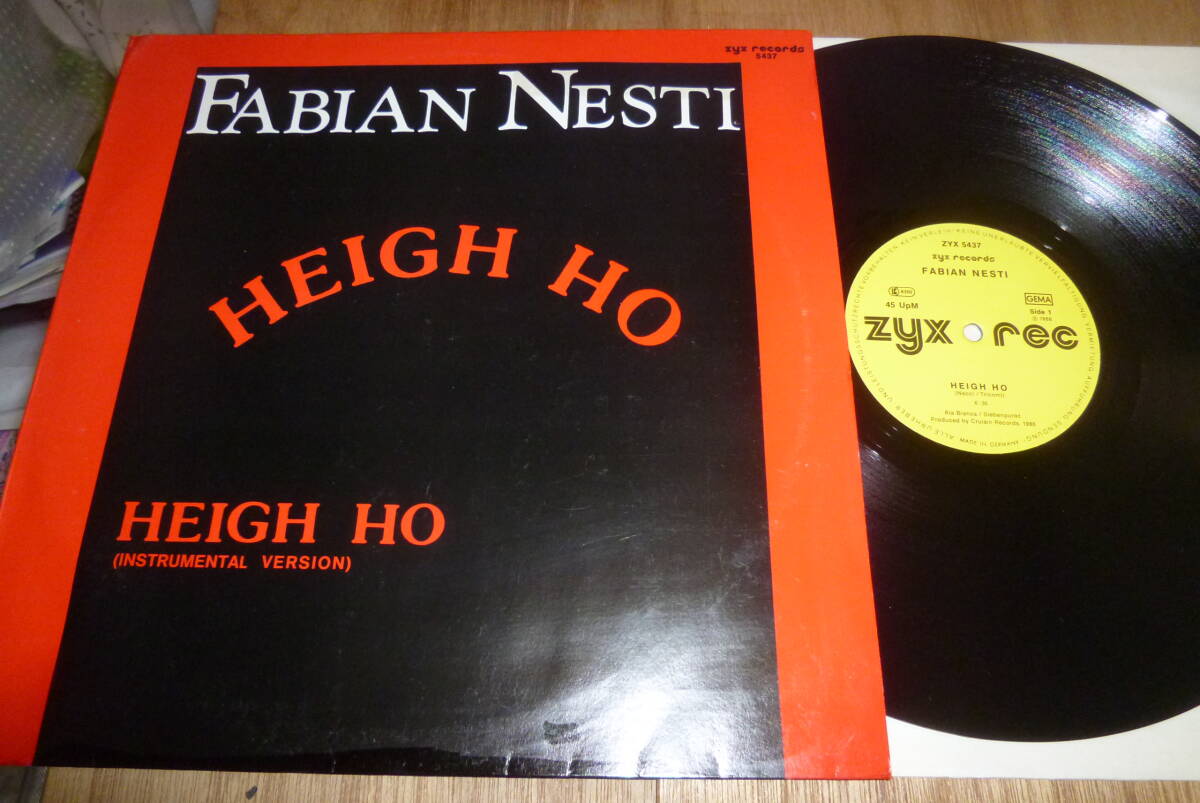 zyx records
5437
FABIAN NESTI
HEIGH HO
HEIGH HO
(INSTRUMENTAL VERSION)
ZYX 5437
zyx records
FABIAN NESTI
GEMA
45 UpM
Side 1
zyx rec
HEIGH HO
Produced by Cruisin Records,
MADE IN GERMANY